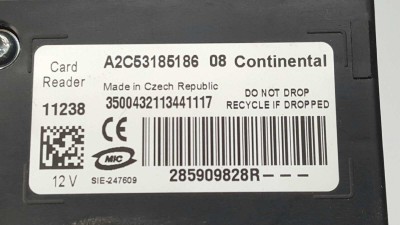 Card Reader
A2C53185186 08 Continental
Made in Czech Republic
11238
3500432113441117
DO NOT DROP
RECYCLE IF DROPPED
CE
MIC
12 V
SIE-247609
285909828R---